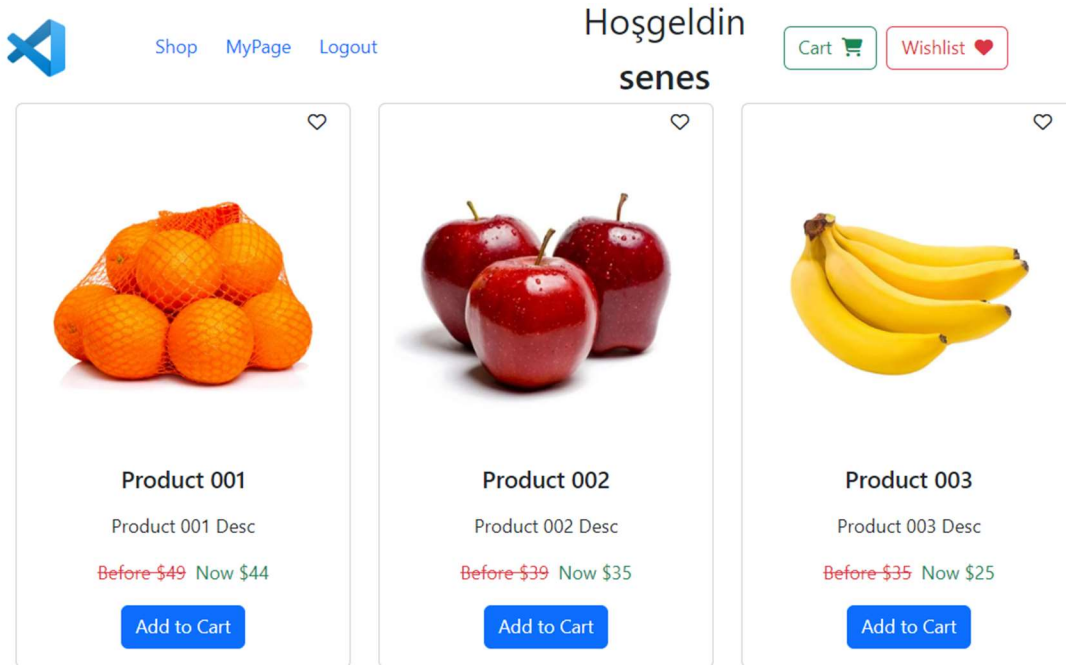 Shop MyPage Logout
Hoşgeldin
senes
Cart
Wishlist
Product 001
Product 001 Desc
Before $49 Now $44
Add to Cart
Product 002
Product 002 Desc
Before $39 Now $35
Add to Cart
Product 003
Product 003 Desc
Before $35 Now $25
Add to Cart